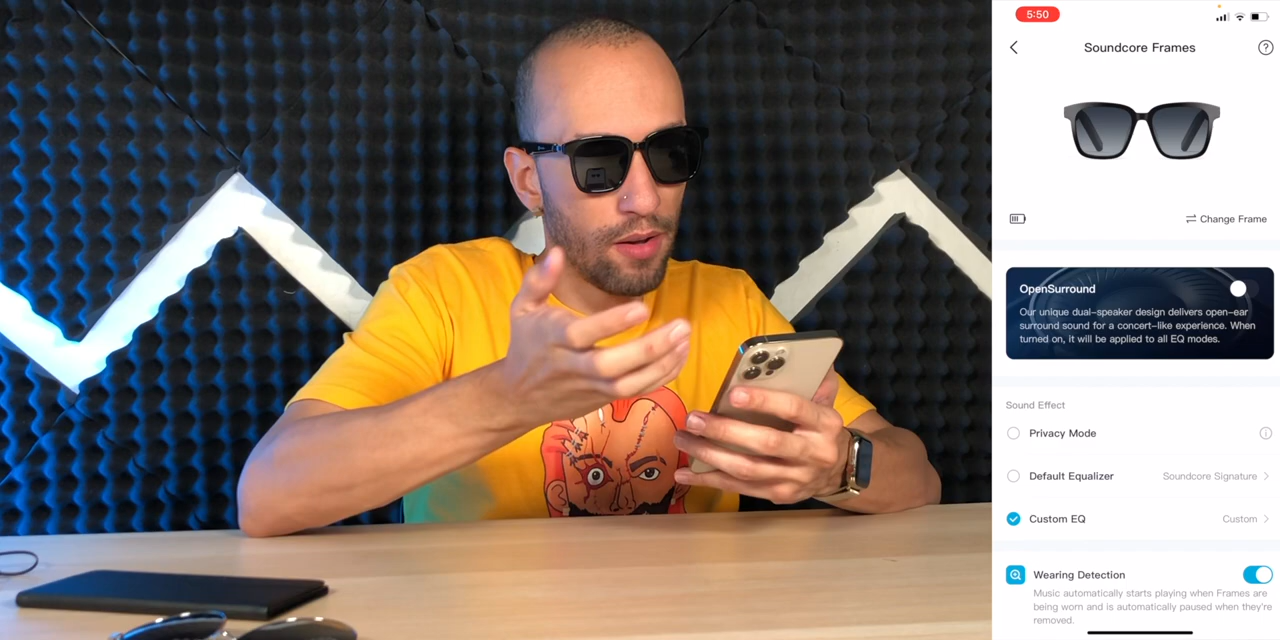 5:50
Soundcore Frames
Change Frame
OpenSurround
Our unique dual-speaker design delivers open-ear
surround sound for a concert-like experience. When
turned on, it will be applied to all EQ modes.
Sound Effect
Privacy Mode
Default Equalizer
Soundcore Signature
Custom EQ
Custom
Wearing Detection
Music automatically starts playing when Frames are
being worn and is automatically paused when they're
removed.